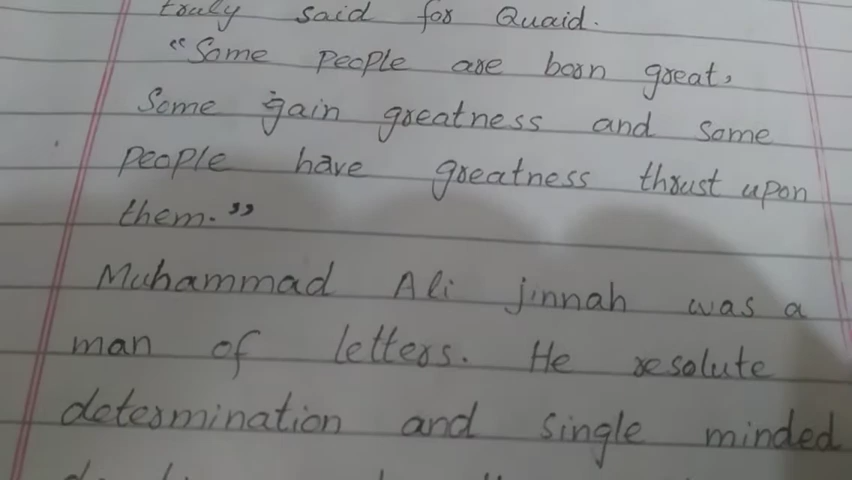 truly said for Quaid.
"Some people are born great,
Some gain greatness and some
people have greatness thrust upon
them."
Muhammad Ali jinnah was a
man of letters. He resolute
determination and single minded